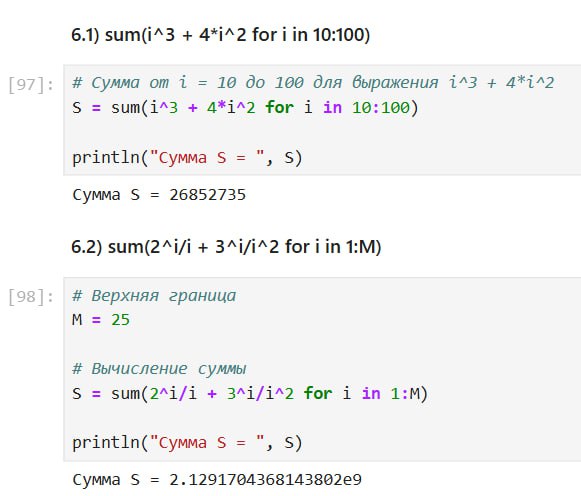 6.1) sum(i^3 + 4*i^2 for i in 10:100)
[97]:
# Сумма от i = 10 до 100 для выражения i^3 + 4*i^2
S = sum(i^3 + 4*i^2 for i in 10:100)
println("Сумма S = ", S)
Сумма S = 26852735
6.2) sum(2^i/i + 3^i/i^2 for i in 1:M)
[98]:
# Верхняя граница
M = 25
# Вычисление суммы
S = sum(2^i/i + 3^i/i^2 for i in 1:M)
println("Сумма S = ", S)
Сумма S = 2.1291704368143802e9